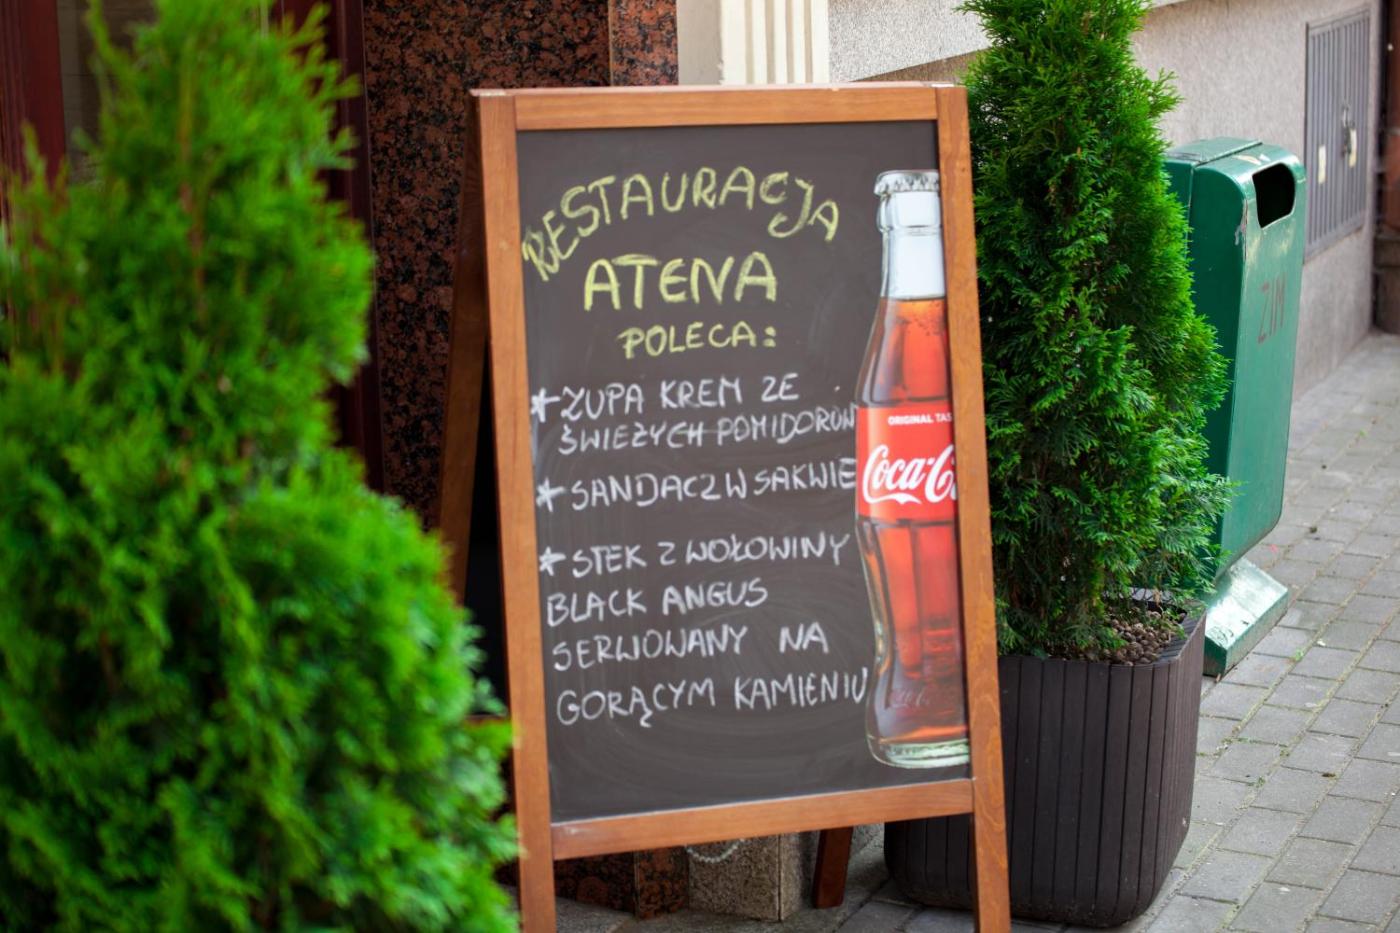 RESTAURACJA
ATENA
POLECA:
* ZUPA KREM ZE
ŚWIEŻYCH POMIDORÓW
* SANDACZ W SAKWIE
* STEK Z WOŁOWINY
BLACK ANGUS
SERWOWANY NA
GORĄCYM KAMIENIU
ORIGINAL TAS
Coca-C
ZIM